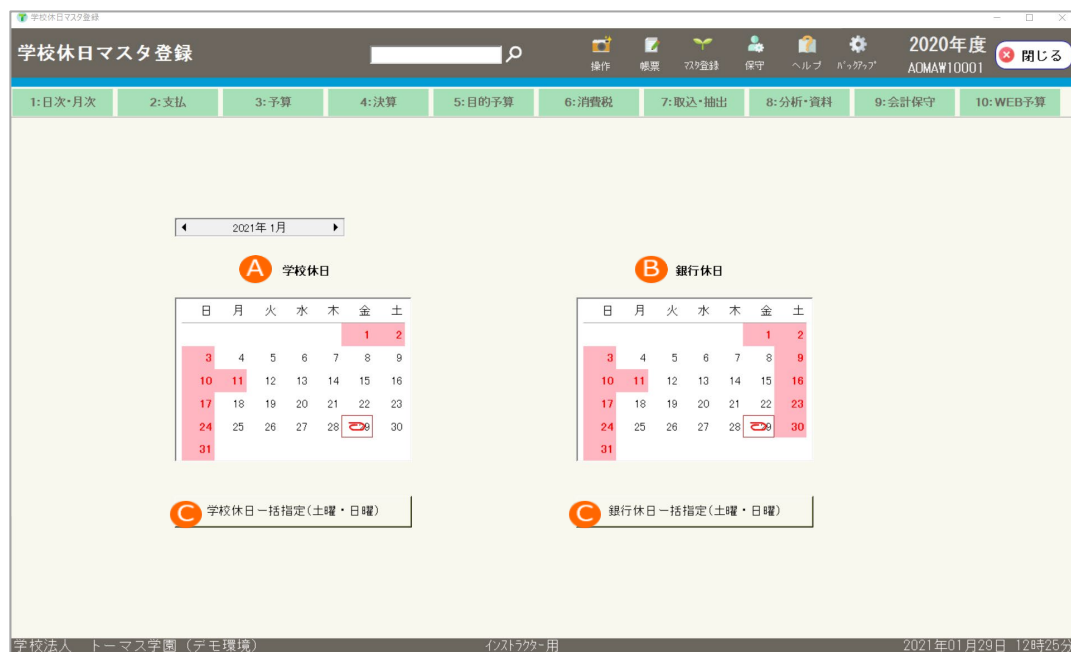 学校休日マスタ登録
学校休日マスタ登録
操作 帳票 ﾏｽﾀ登録 保守 ヘルプ ﾊﾞｯｸｱｯﾌﾟ
2020年度
AOMAW10001
閉じる
1:日次・月次 2:支払 3:予算 4:決算 5:目的予算 6:消費税 7:取込・抽出 8:分析・資料 9:会計保守 10:WEB予算
2021年 1月
A 学校休日
日 月 火 水 木 金 土
1 2
3 4 5 6 7 8 9
10 11 12 13 14 15 16
17 18 19 20 21 22 23
24 25 26 27 28 29 30
31
C 学校休日一括指定(土曜・日曜)
B 銀行休日
日 月 火 水 木 金 土
1 2
3 4 5 6 7 8 9
10 11 12 13 14 15 16
17 18 19 20 21 22 23
24 25 26 27 28 29 30
31
C 銀行休日一括指定(土曜・日曜)
学校法人 トーマス学園（デモ環境） ｲﾝｽﾄﾗｸﾀｰ用 2021年01月29日 12時25分